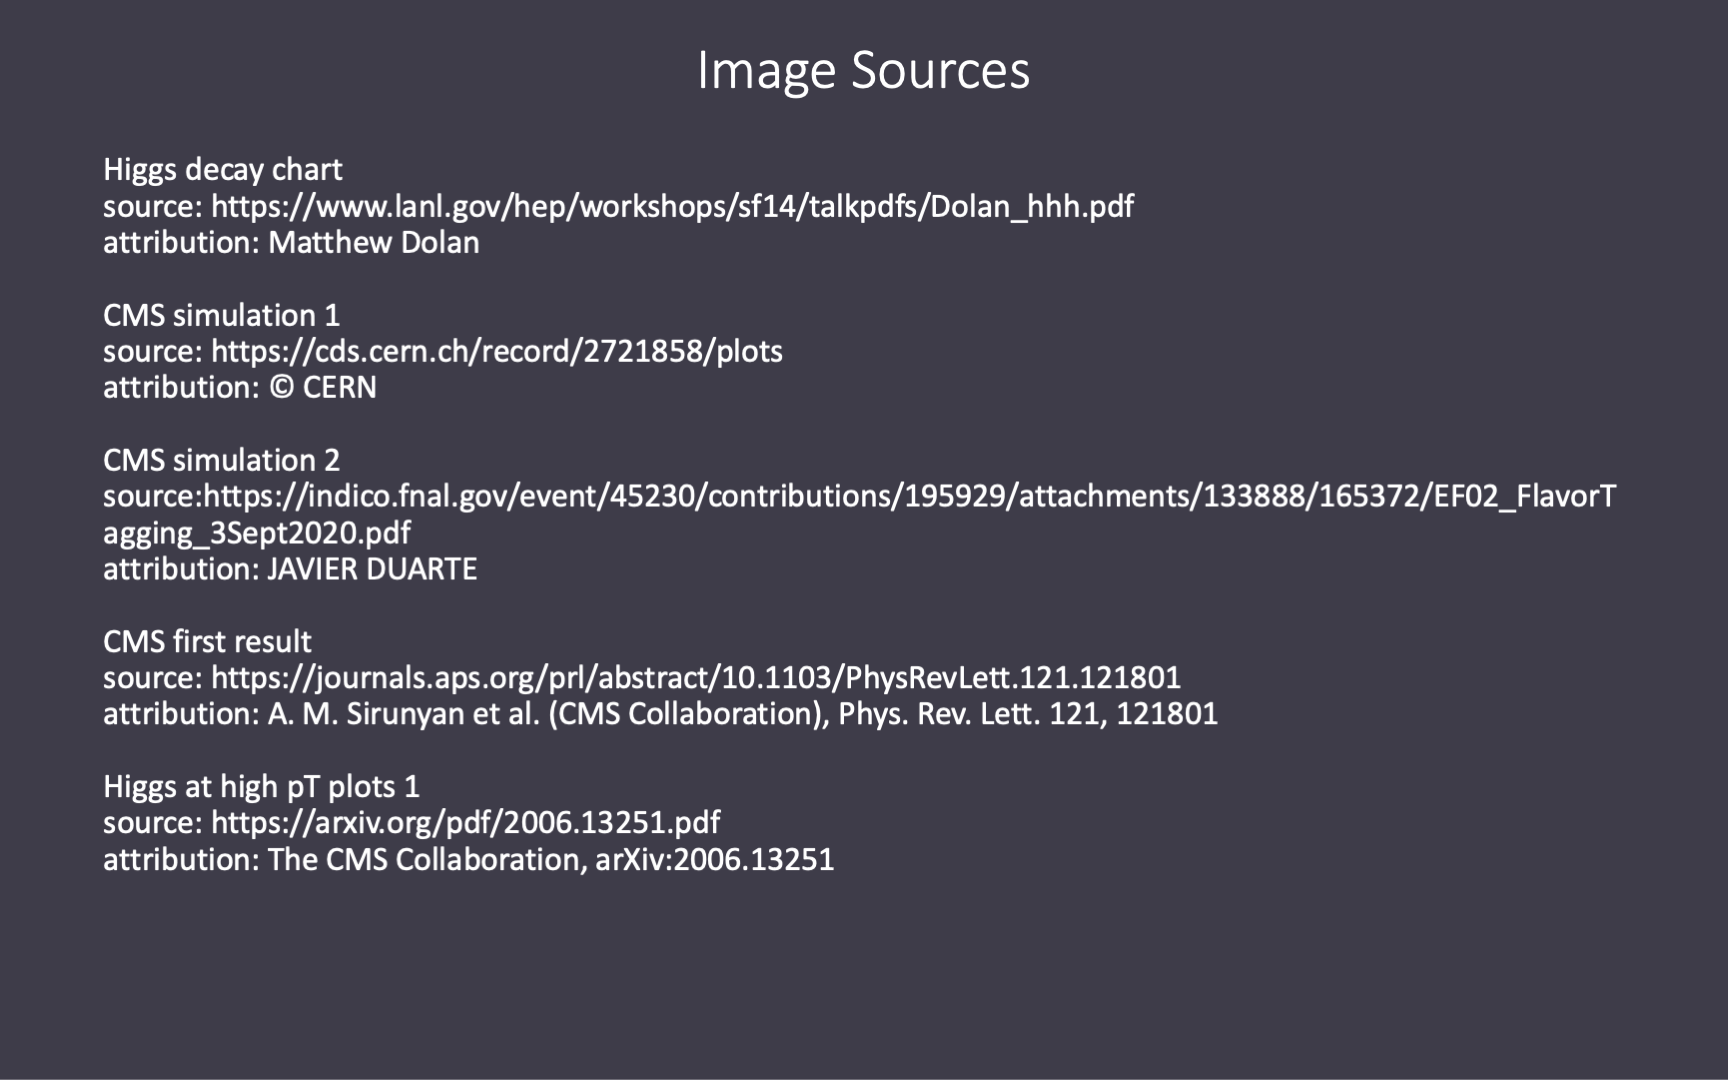 Image Sources
Higgs decay chart
source: https://www.lanl.gov/hep/workshops/sf14/talkpdfs/Dolan_hhh.pdf
attribution: Matthew Dolan
CMS simulation 1
source: https://cds.cern.ch/record/2721858/plots
attribution: © CERN
CMS simulation 2
source:https://indico.fnal.gov/event/45230/contributions/195929/attachments/133888/165372/EF02_FlavorT
agging_3Sept2020.pdf
attribution: JAVIER DUARTE
CMS first result
source: https://journals.aps.org/prl/abstract/10.1103/PhysRevLett.121.121801
attribution: A. M. Sirunyan et al. (CMS Collaboration), Phys. Rev. Lett. 121, 121801
Higgs at high pT plots 1
source: https://arxiv.org/pdf/2006.13251.pdf
attribution: The CMS Collaboration, arXiv:2006.13251